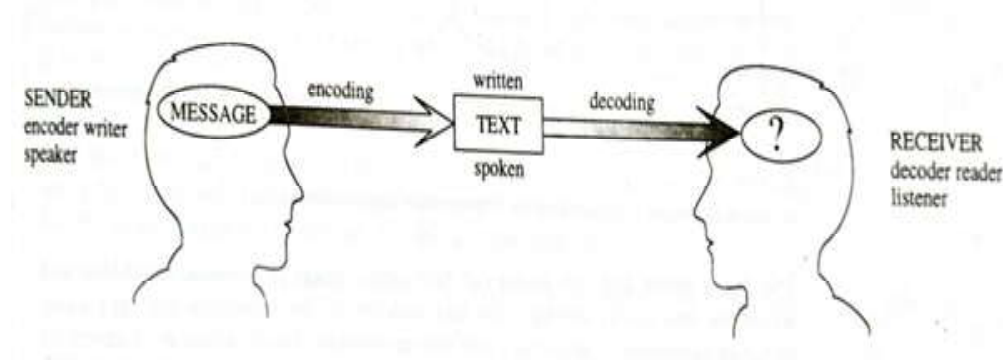 SENDER
encoder writer
speaker
MESSAGE
encoding
written
TEXT
spoken
decoding
?
RECEIVER
decoder reader
listener